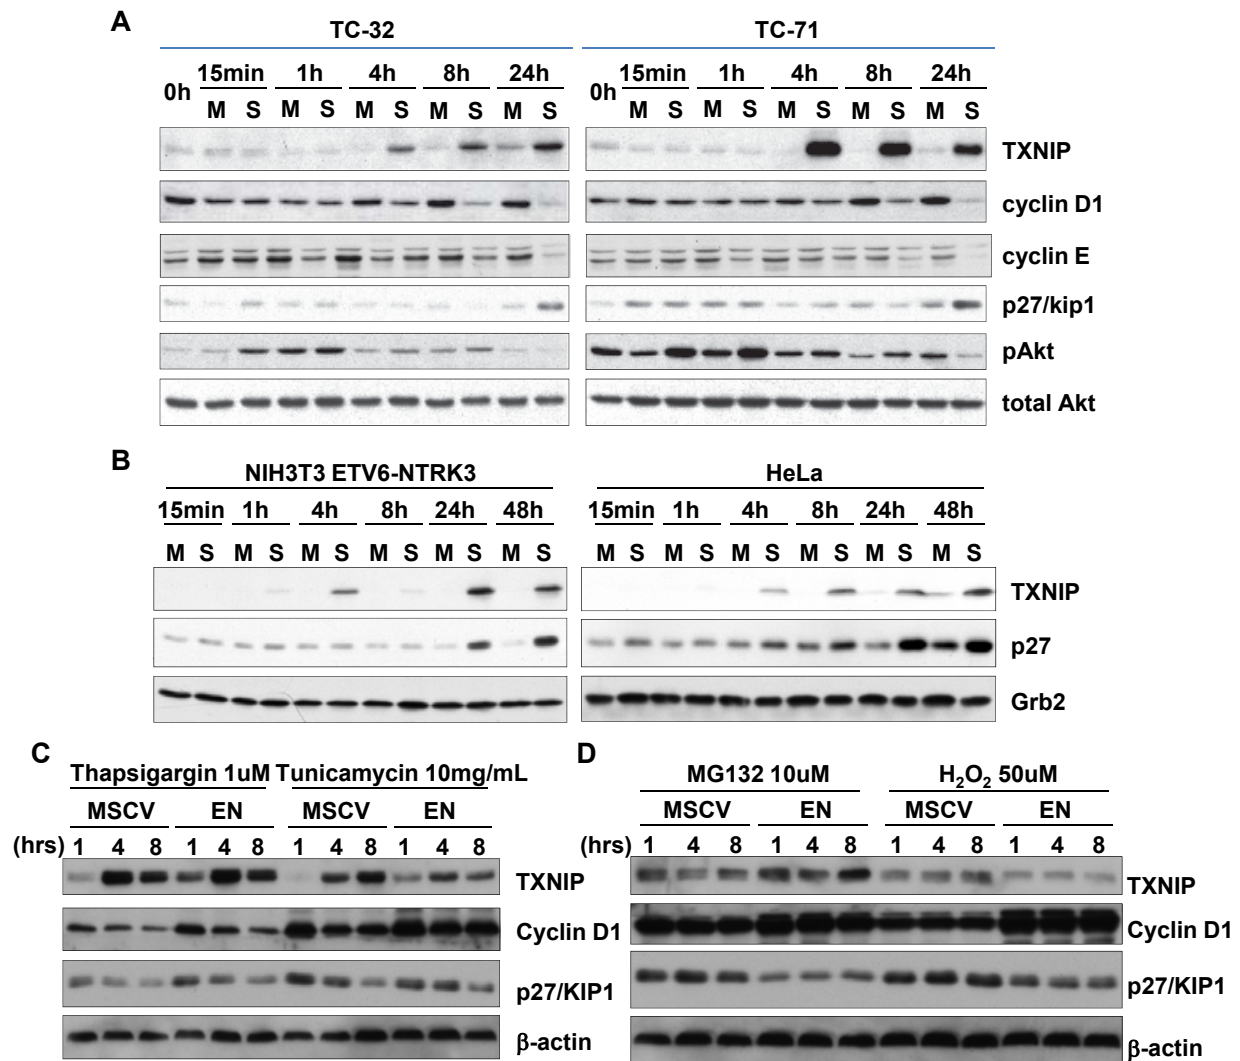 A
TC-32 TC-71
0h 15min 1h 4h 8h 24h 0h 15min 1h 4h 8h 24h
M S M S M S M S M S M S M S M S M S M S
TXNIP
cyclin D1
cyclin E
p27/kip1
pAkt
total Akt
B
NIH3T3 ETV6-NTRK3 HeLa
15min 1h 4h 8h 24h 48h 15min 1h 4h 8h 24h 48h
M S M S M S M S M S M S M S M S M S M S M S M S
TXNIP
p27
Grb2
C
Thapsigargin 1uM Tunicamycin 10mg/mL
MSCV EN MSCV EN
(hrs) 1 4 8 1 4 8 1 4 8 1 4 8
TXNIP
Cyclin D1
p27/KIP1
β-actin
D
MG132 10uM H₂O₂ 50uM
MSCV EN MSCV EN
(hrs) 1 4 8 1 4 8 1 4 8 1 4 8
TXNIP
Cyclin D1
p27/KIP1
β-actin